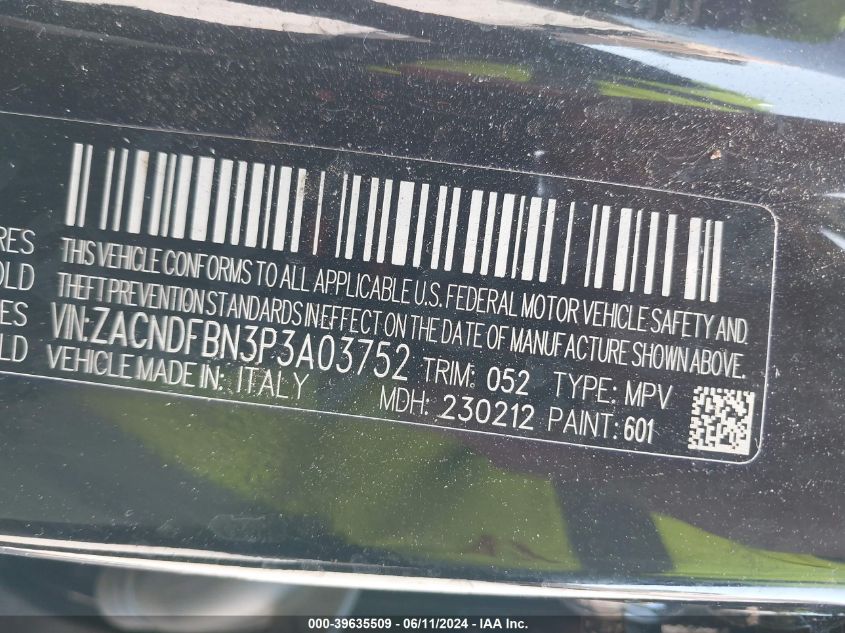 RES
OLD
ES
LD
THIS VEHICLE CONFORMS TO ALL APPLICABLE U.S. FEDERAL MOTOR VEHICLE SAFETY AND
THEFT PREVENTION STANDARDS IN EFFECT ON THE DATE OF MANUFACTURE SHOWN ABOVE.
VIN:ZACNDFBN3P3A03752 TRIM: 052 TYPE: MPV
VEHICLE MADE IN: ITALY MDH: 230212 PAINT: 601
000-39635509 - 06/11/2024 - IAA Inc.